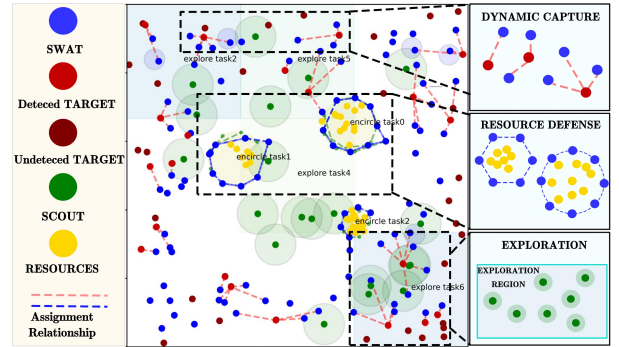 SWAT
Deteced TARGET
Undeteced TARGET
SCOUT
RESOURCES
Assignment
Relationship
explore task2
explore task5
encircle task0
encircle task1
explore task4
encircle task2
explore task6
DYNAMIC CAPTURE
RESOURCE DEFENSE
EXPLORATION
EXPLORATION
REGION